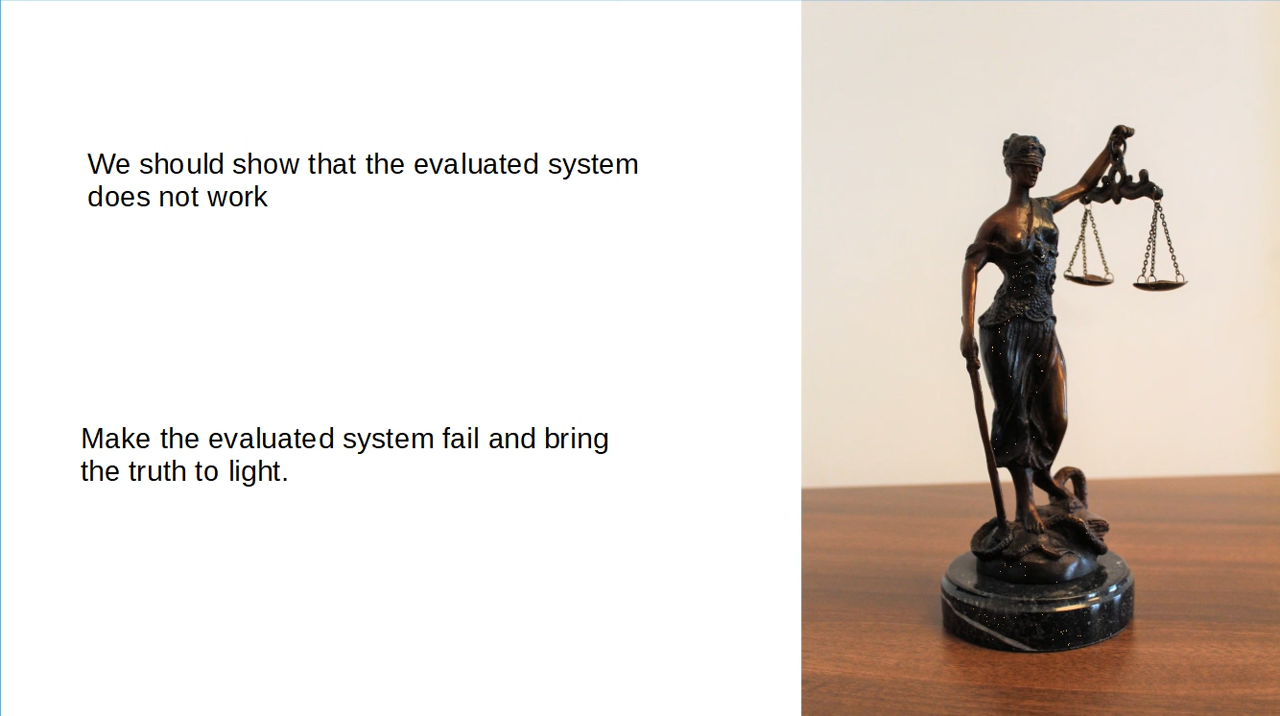 We should show that the evaluated system
does not work
Make the evaluated system fail and bring
the truth to light.